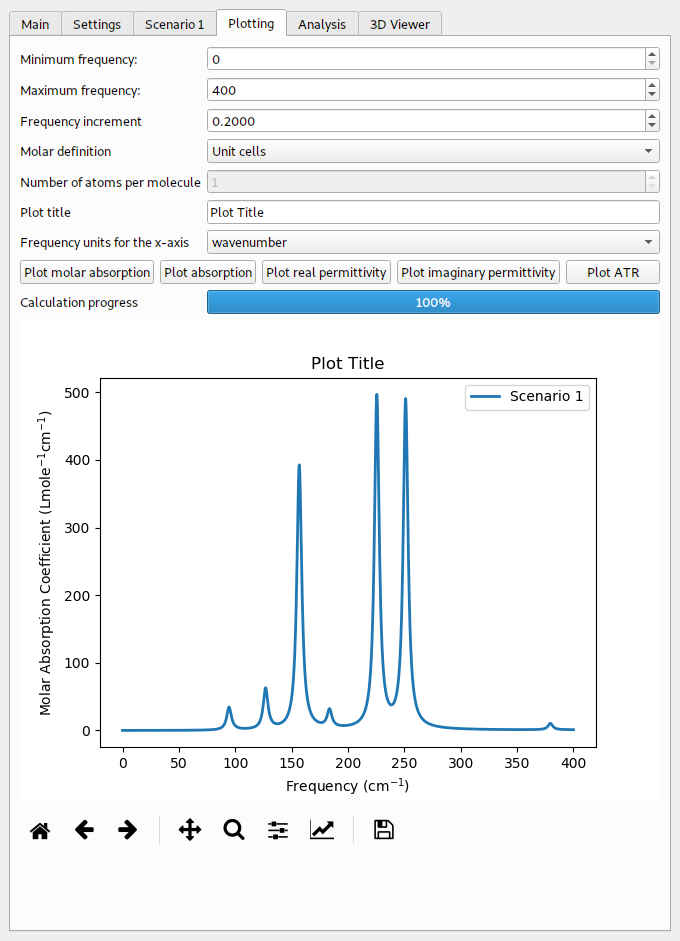 Main Settings Scenario 1 Plotting Analysis 3D Viewer
Minimum frequency: 0
Maximum frequency: 400
Frequency increment 0.2000
Molar definition Unit cells
Number of atoms per molecule 1
Plot title Plot Title
Frequency units for the x-axis wavenumber
Plot molar absorption Plot absorption Plot real permittivity Plot imaginary permittivity Plot ATR
Calculation progress 100%
Plot Title
Scenario 1
Molar Absorption Coefficient (Lmole⁻¹cm⁻¹)
500
400
300
200
100
0
0 50 100 150 200 250 300 350 400
Frequency (cm⁻¹)